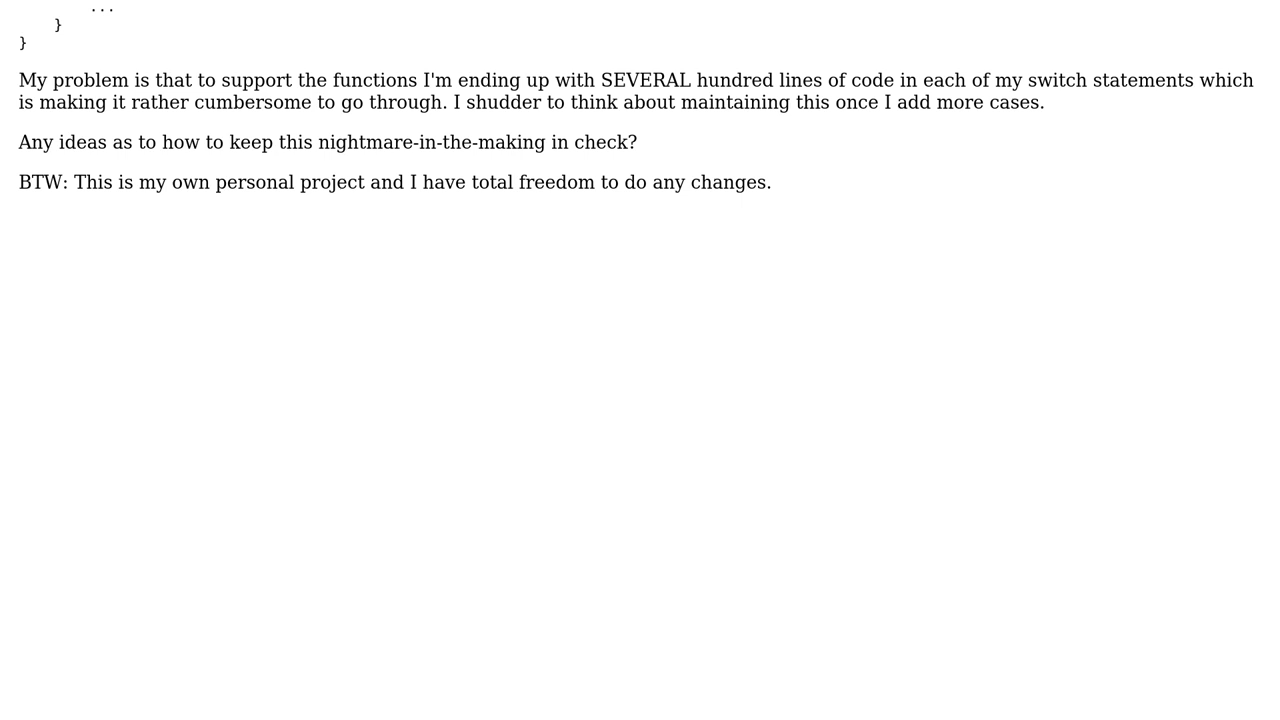 ...
}
}
My problem is that to support the functions I'm ending up with SEVERAL hundred lines of code in each of my switch statements which
is making it rather cumbersome to go through. I shudder to think about maintaining this once I add more cases.
Any ideas as to how to keep this nightmare-in-the-making in check?
BTW: This is my own personal project and I have total freedom to do any changes.